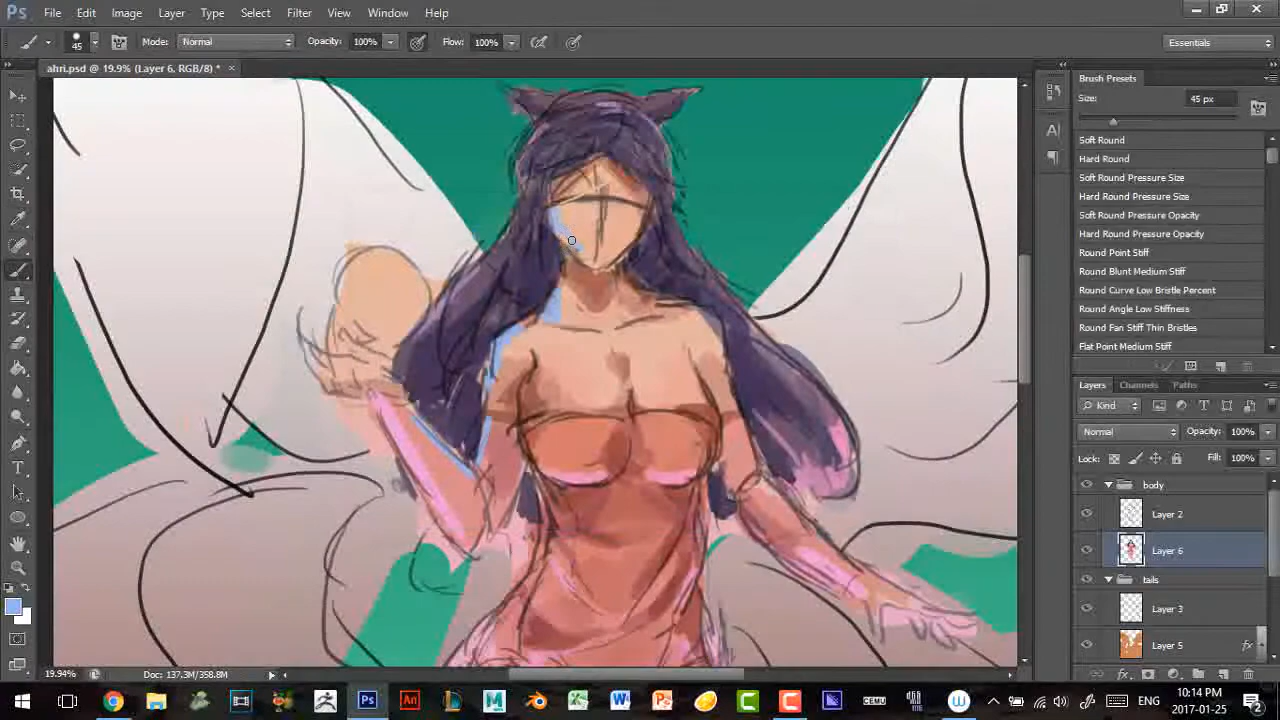 Ps File Edit Image Layer Type Select Filter View Window Help
45 Mode: Normal Opacity: 100% Flow: 100% Essentials
ahri.psd @ 19.9% (Layer 6, RGB/8) * ×
Brush Presets
Size: 45 px
Soft Round
Hard Round
Soft Round Pressure Size
Hard Round Pressure Size
Soft Round Pressure Opacity
Hard Round Pressure Opacity
Round Point Stiff
Round Blunt Medium Stiff
Round Curve Low Bristle Percent
Round Angle Low Stiffness
Round Fan Stiff Thin Bristles
Flat Point Medium Stiff
Layers Channels Paths
Kind
Normal Opacity: 100%
Lock: Fill: 100%
body
Layer 2
Layer 6
tails
Layer 3
Layer 5 fx
19.94% Doc: 137.3M/358.8M
Ps An CEMU ENG 10:14 PM
2017-01-25